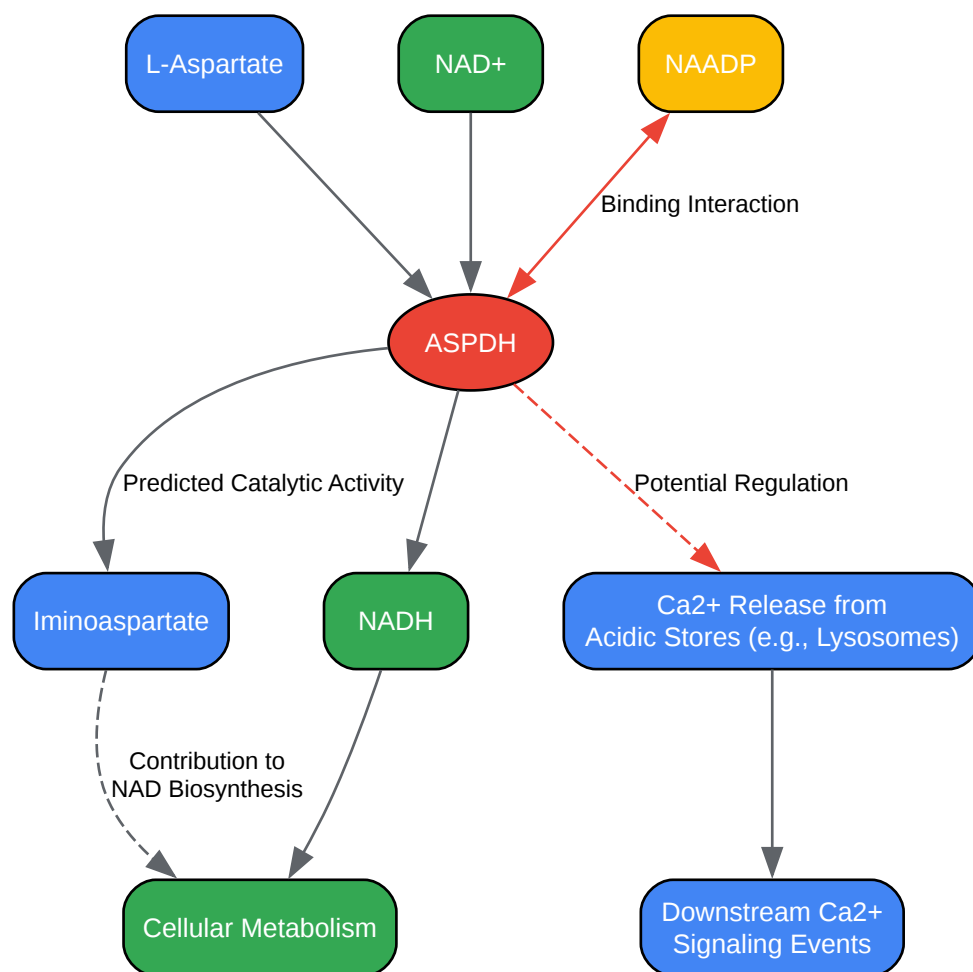 L-Aspartate
NAD+
NAADP
Binding Interaction
ASPDH
Predicted Catalytic Activity
Potential Regulation
Iminoaspartate
NADH
Ca2+ Release from
Acidic Stores (e.g., Lysosomes)
Contribution to
NAD Biosynthesis
Cellular Metabolism
Downstream Ca2+
Signaling Events